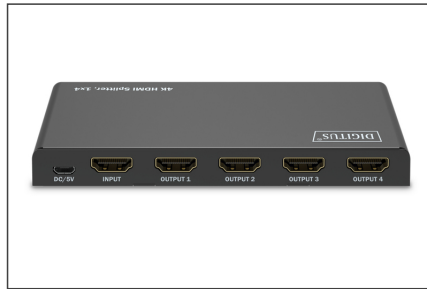 4K HDMI Splitter, 1x4
DIGITUS®
DC/5V INPUT OUTPUT 1 OUTPUT 2 OUTPUT 3 OUTPUT 4